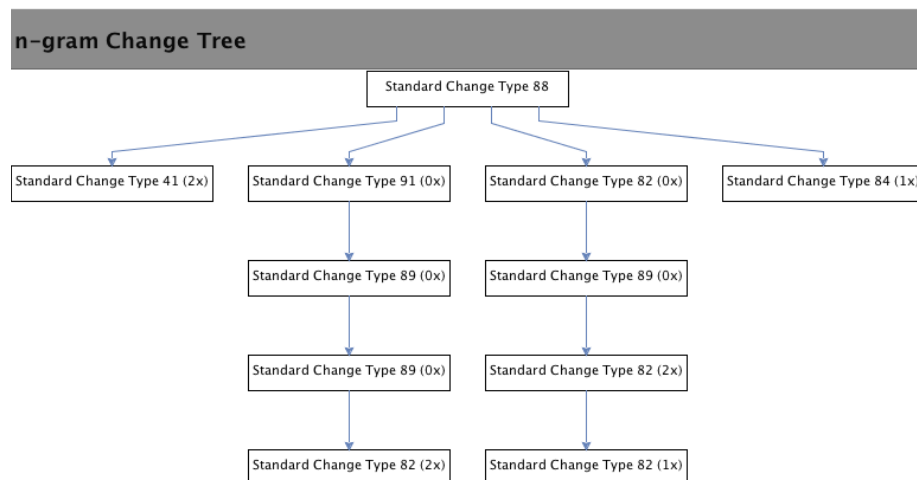 n-gram Change Tree
Standard Change Type 88
Standard Change Type 41 (2x)
Standard Change Type 91 (0x)
Standard Change Type 82 (0x)
Standard Change Type 84 (1x)
Standard Change Type 89 (0x)
Standard Change Type 89 (0x)
Standard Change Type 89 (0x)
Standard Change Type 82 (2x)
Standard Change Type 82 (2x)
Standard Change Type 82 (1x)